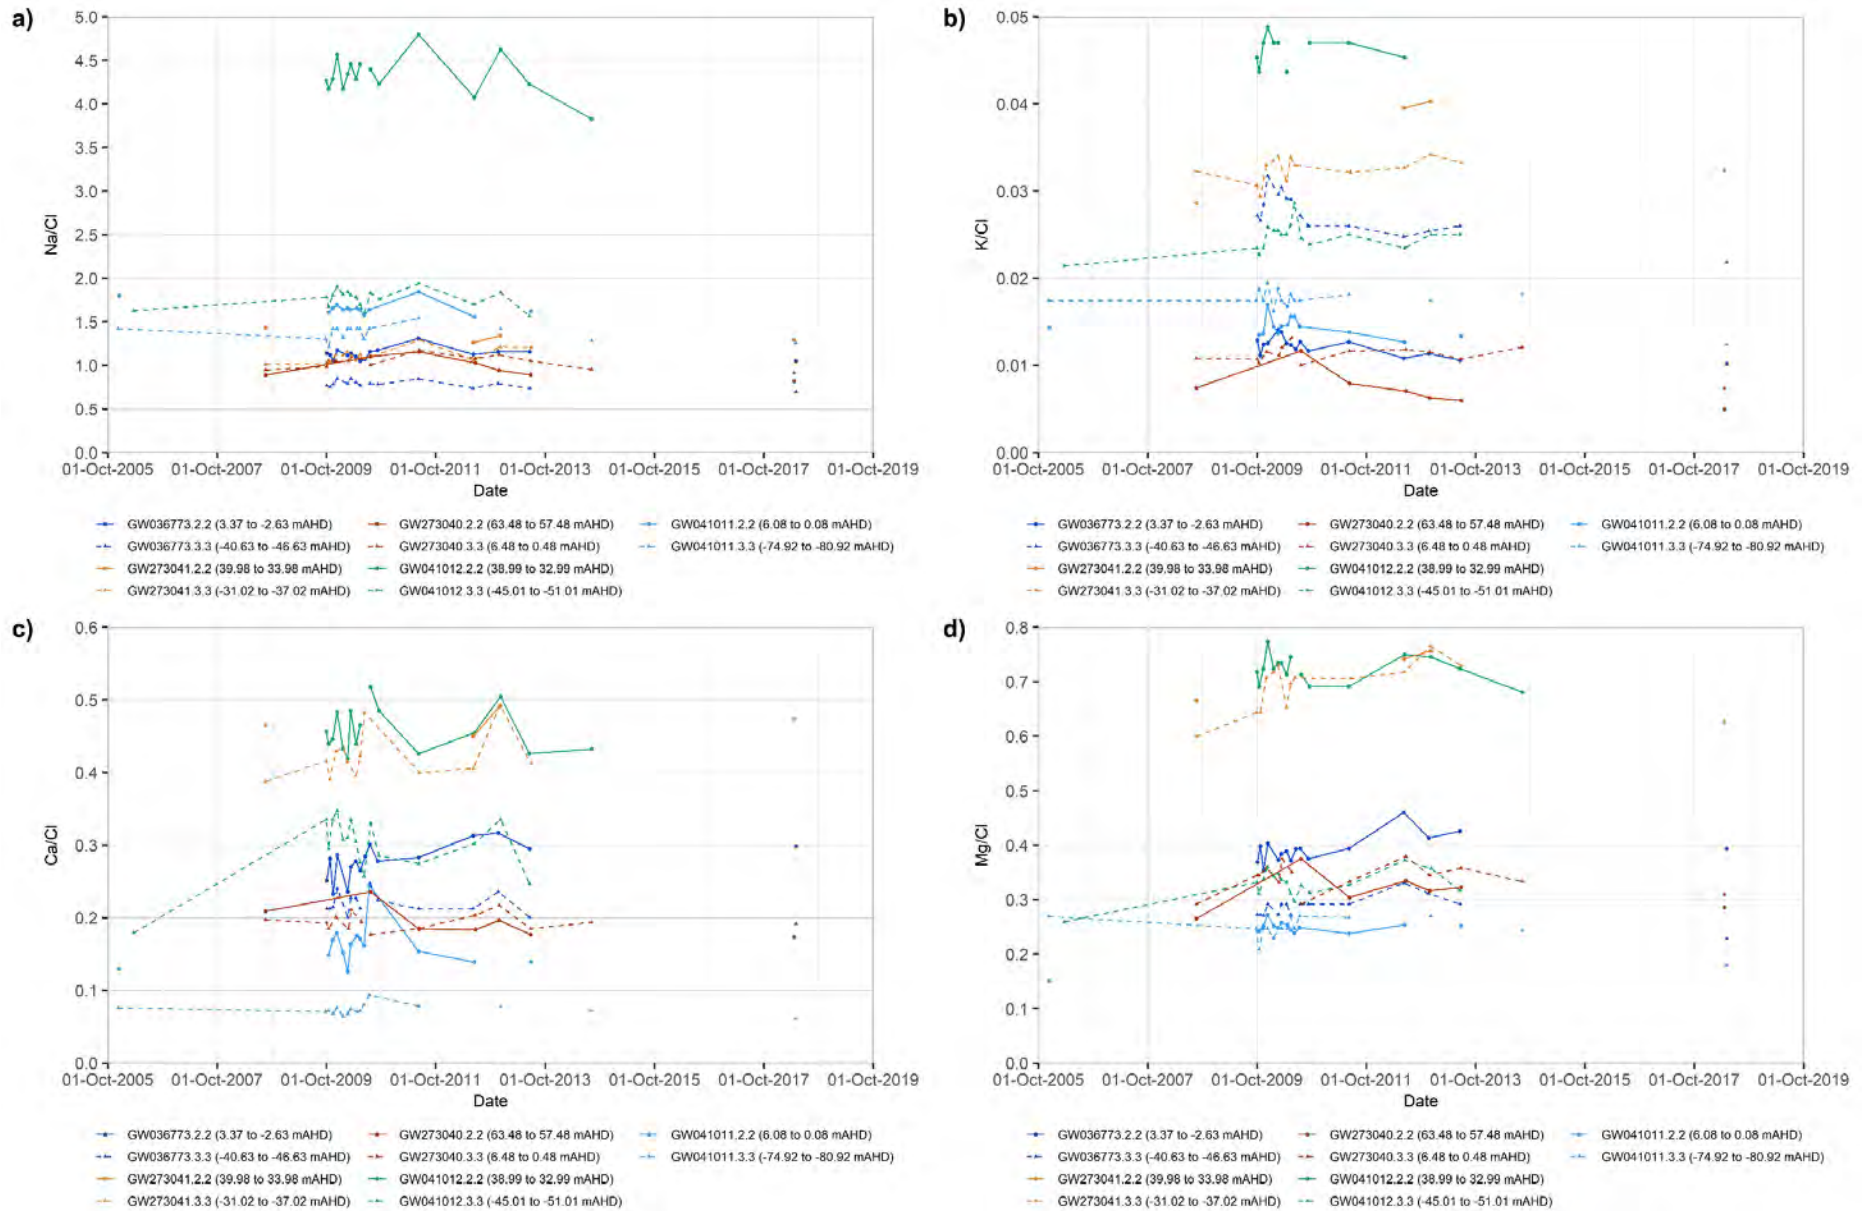 a)
5.0
4.5
4.0
3.5
3.0
2.5
2.0
1.5
1.0
0.5
0.0
Na/Cl
01-Oct-2005 01-Oct-2007 01-Oct-2009 01-Oct-2011 01-Oct-2013 01-Oct-2015 01-Oct-2017 01-Oct-2019
Date
GW036773.2.2 (3.37 to -2.63 mAHD) GW273040.2.2 (63.48 to 57.48 mAHD) GW041011.2.2 (6.08 to 0.08 mAHD)
GW036773.3.3 (-40.63 to -46.63 mAHD) GW273040.3.3 (6.48 to 0.48 mAHD) GW041011.3.3 (-74.92 to -80.92 mAHD)
GW273041.2.2 (39.98 to 33.98 mAHD) GW041012.2.2 (38.99 to 32.99 mAHD)
GW273041.3.3 (-31.02 to -37.02 mAHD) GW041012.3.3 (-45.01 to -51.01 mAHD)
b)
0.05
0.04
0.03
0.02
0.01
0.00
K/Cl
01-Oct-2005 01-Oct-2007 01-Oct-2009 01-Oct-2011 01-Oct-2013 01-Oct-2015 01-Oct-2017 01-Oct-2019
Date
GW036773.2.2 (3.37 to -2.63 mAHD) GW273040.2.2 (63.48 to 57.48 mAHD) GW041011.2.2 (6.08 to 0.08 mAHD)
GW036773.3.3 (-40.63 to -46.63 mAHD) GW273040.3.3 (6.48 to 0.48 mAHD) GW041011.3.3 (-74.92 to -80.92 mAHD)
GW273041.2.2 (39.98 to 33.98 mAHD) GW041012.2.2 (38.99 to 32.99 mAHD)
GW273041.3.3 (-31.02 to -37.02 mAHD) GW041012.3.3 (-45.01 to -51.01 mAHD)
c)
0.6
0.5
0.4
0.3
0.2
0.1
0.0
Ca/Cl
01-Oct-2005 01-Oct-2007 01-Oct-2009 01-Oct-2011 01-Oct-2013 01-Oct-2015 01-Oct-2017 01-Oct-2019
Date
GW036773.2.2 (3.37 to -2.63 mAHD) GW273040.2.2 (63.48 to 57.48 mAHD) GW041011.2.2 (6.08 to 0.08 mAHD)
GW036773.3.3 (-40.63 to -46.63 mAHD) GW273040.3.3 (6.48 to 0.48 mAHD) GW041011.3.3 (-74.92 to -80.92 mAHD)
GW273041.2.2 (39.98 to 33.98 mAHD) GW041012.2.2 (38.99 to 32.99 mAHD)
GW273041.3.3 (-31.02 to -37.02 mAHD) GW041012.3.3 (-45.01 to -51.01 mAHD)
d)
0.8
0.7
0.6
0.5
0.4
0.3
0.2
0.1
0.0
Mg/Cl
01-Oct-2005 01-Oct-2007 01-Oct-2009 01-Oct-2011 01-Oct-2013 01-Oct-2015 01-Oct-2017 01-Oct-2019
Date
GW036773.2.2 (3.37 to -2.63 mAHD) GW273040.2.2 (63.48 to 57.48 mAHD) GW041011.2.2 (6.08 to 0.08 mAHD)
GW036773.3.3 (-40.63 to -46.63 mAHD) GW273040.3.3 (6.48 to 0.48 mAHD) GW041011.3.3 (-74.92 to -80.92 mAHD)
GW273041.2.2 (39.98 to 33.98 mAHD) GW041012.2.2 (38.99 to 32.99 mAHD)
GW273041.3.3 (-31.02 to -37.02 mAHD) GW041012.3.3 (-45.01 to -51.01 mAHD)